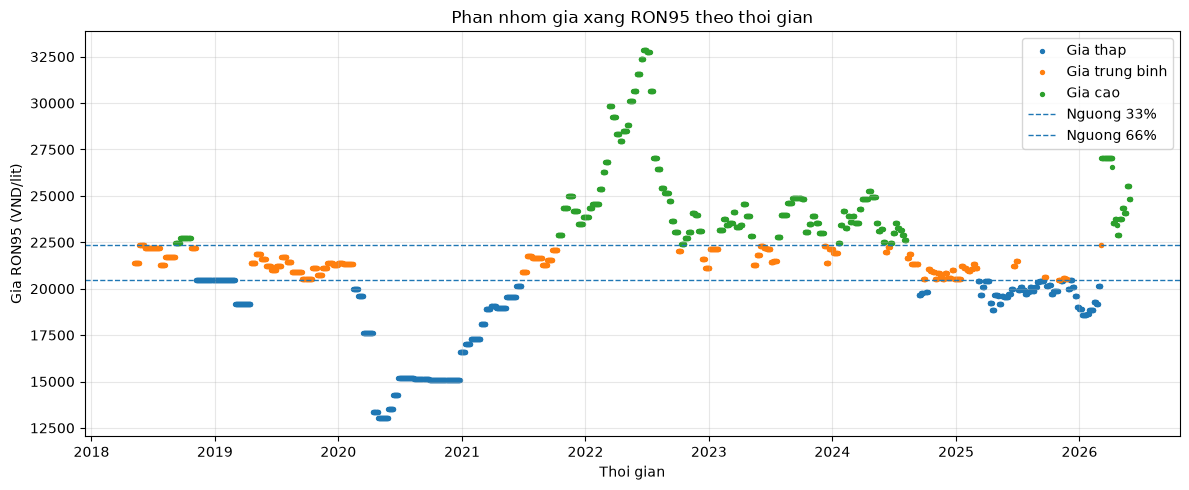 Phan nhom gia xang RON95 theo thoi gian
Gia RON95 (VND/lit)
32500
30000
27500
25000
22500
20000
17500
15000
12500
Gia thap
Gia trung binh
Gia cao
Nguong 33%
Nguong 66%
2018 2019 2020 2021 2022 2023 2024 2025 2026
Thoi gian